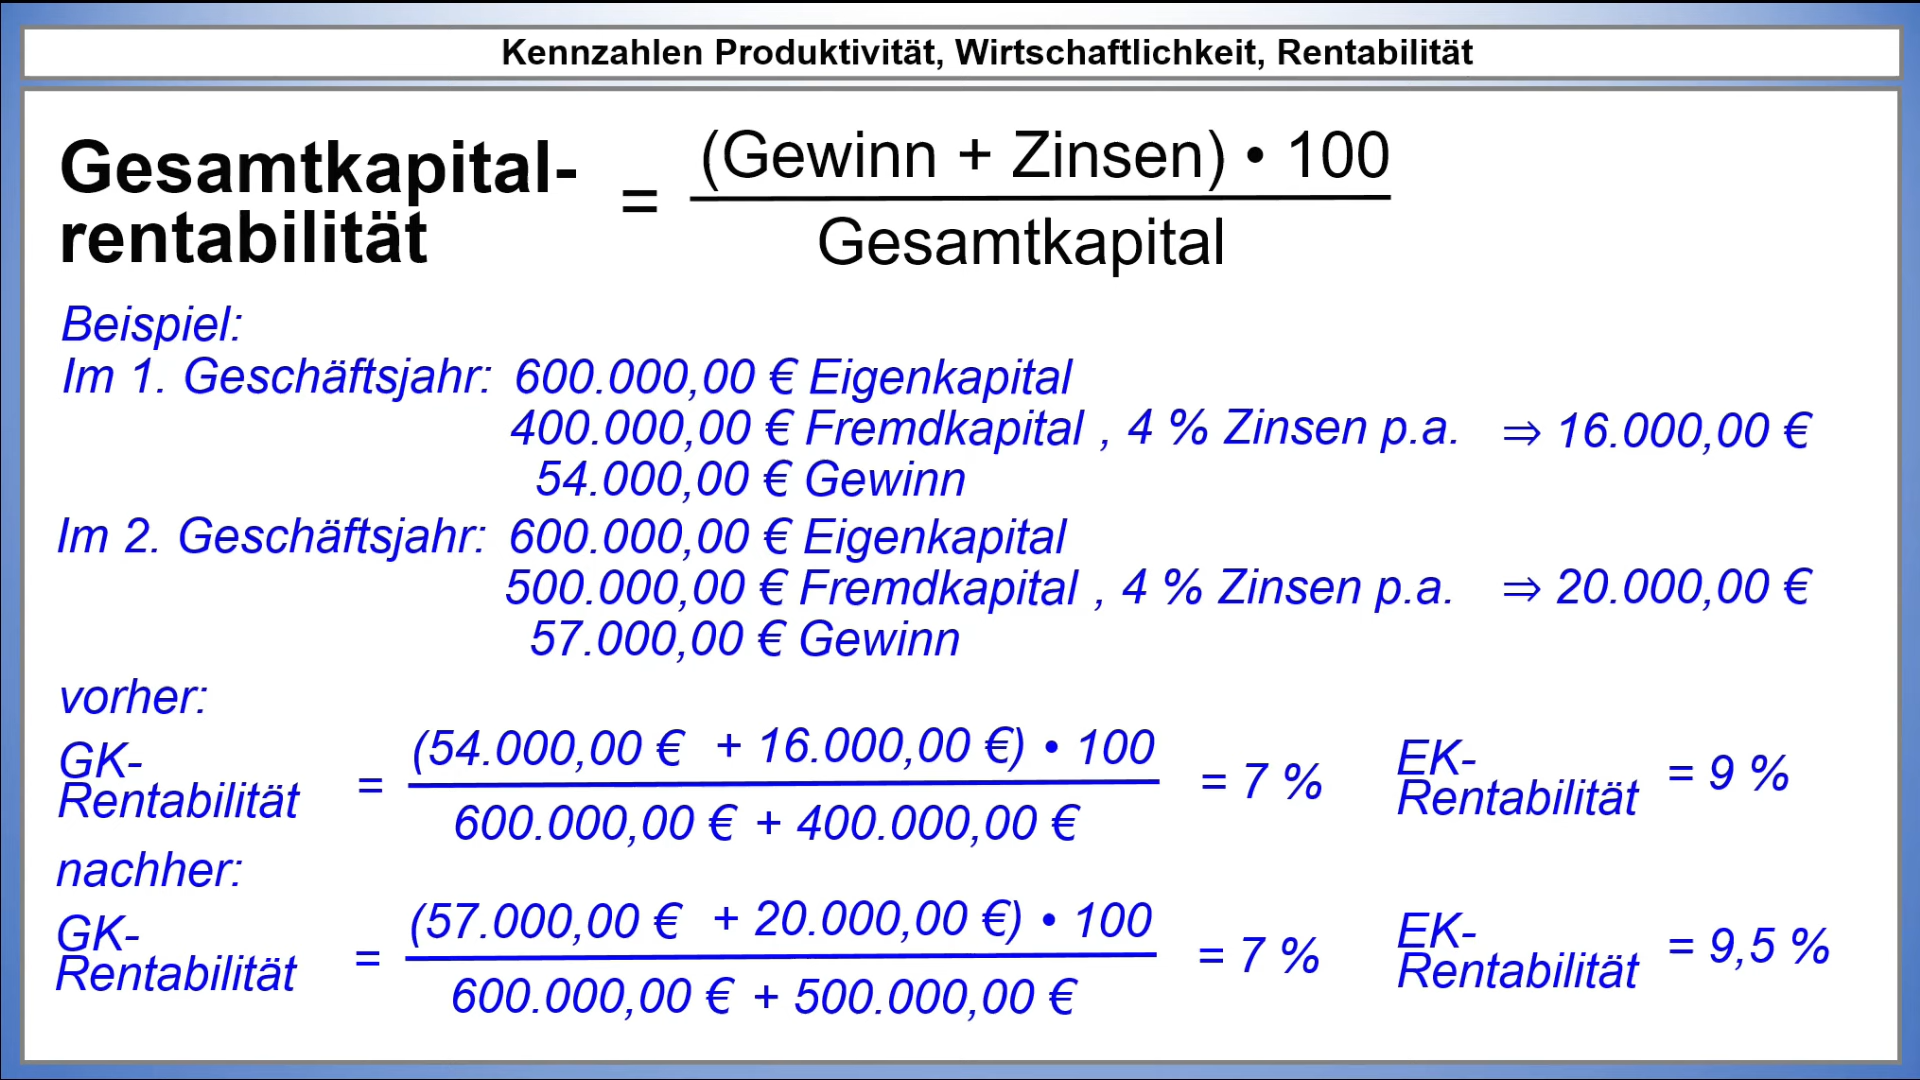 Kennzahlen Produktivität, Wirtschaftlichkeit, Rentabilität
Gesamtkapital-
rentabilität
=
(Gewinn + Zinsen) • 100
Gesamtkapital
Beispiel:
Im 1. Geschäftsjahr: 600.000,00 € Eigenkapital
400.000,00 € Fremdkapital , 4 % Zinsen p.a. ⇒ 16.000,00 €
54.000,00 € Gewinn
Im 2. Geschäftsjahr: 600.000,00 € Eigenkapital
500.000,00 € Fremdkapital , 4 % Zinsen p.a. ⇒ 20.000,00 €
57.000,00 € Gewinn
vorher:
GK-
Rentabilität
=
(54.000,00 € + 16.000,00 €) • 100
600.000,00 € + 400.000,00 €
= 7 %
EK-
Rentabilität
= 9 %
nachher:
GK-
Rentabilität
=
(57.000,00 € + 20.000,00 €) • 100
600.000,00 € + 500.000,00 €
= 7 %
EK-
Rentabilität
= 9,5 %